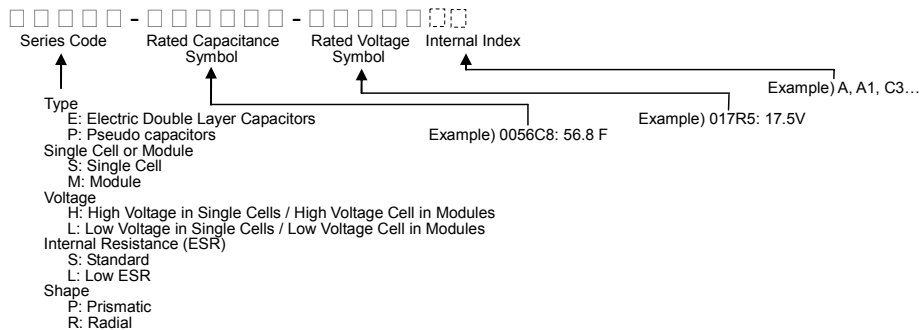 □ □ □ □ □ - □ □ □ □ □ □ - □ □ □ □ □ □ □
Series Code Rated Capacitance Symbol Rated Voltage Symbol Internal Index
Example) A, A1, C3…
Example) 0056C8: 56.8 F
Example) 017R5: 17.5V
Type
E: Electric Double Layer Capacitors
P: Pseudo capacitors
Single Cell or Module
S: Single Cell
M: Module
Voltage
H: High Voltage in Single Cells / High Voltage Cell in Modules
L: Low Voltage in Single Cells / Low Voltage Cell in Modules
Internal Resistance (ESR)
S: Standard
L: Low ESR
Shape
P: Prismatic
R: Radial